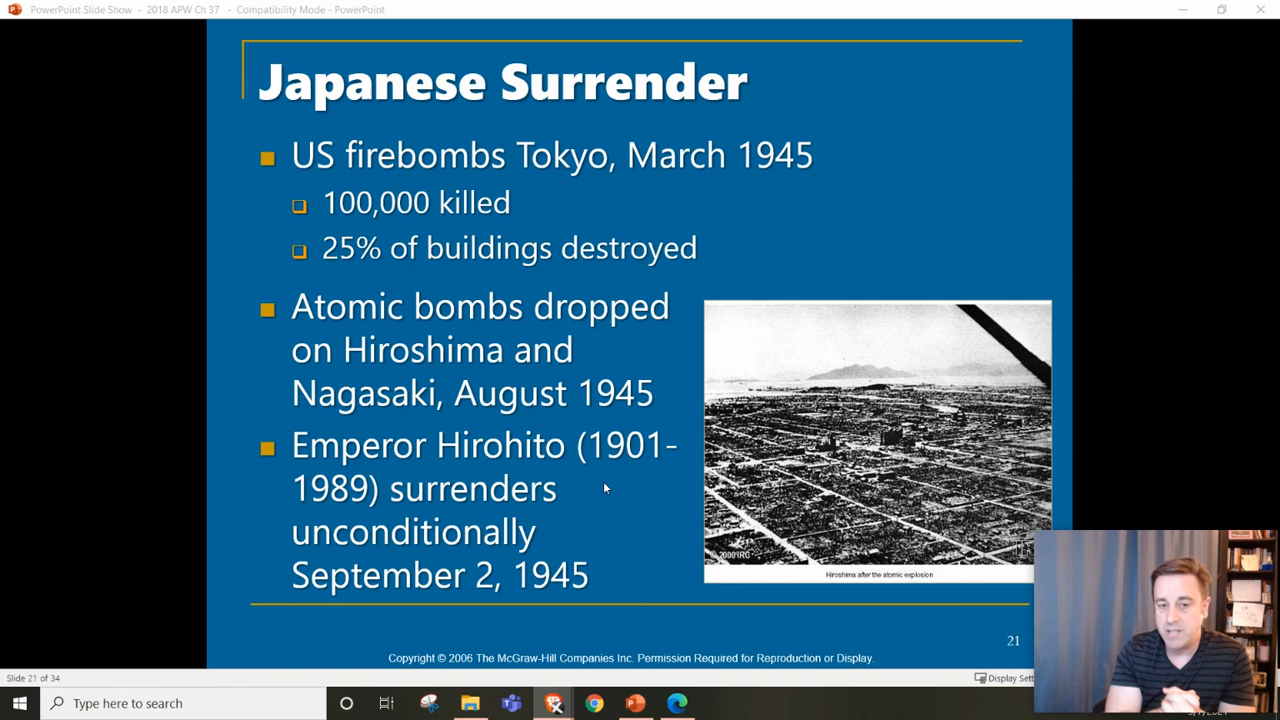 PowerPoint Slide Show - 2018 APW Ch 37 - Compatibility Mode - PowerPoint
Japanese Surrender
US firebombs Tokyo, March 1945
100,000 killed
25% of buildings destroyed
Atomic bombs dropped
on Hiroshima and
Nagasaki, August 1945
Emperor Hirohito (1901-
1989) surrenders
unconditionally
September 2, 1945
Hiroshima after the atomic explosion
21
Copyright © 2006 The McGraw-Hill Companies Inc. Permission Required for Reproduction or Display.
Slide 21 of 34
Display Set
Type here to search